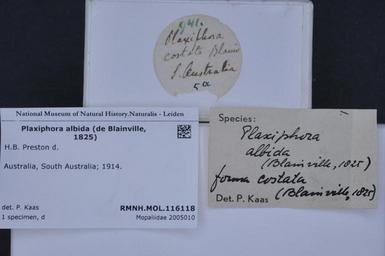 941.
Plaxiphora
costata Blainv
S. Australia
5a
National Museum of Natural History.Naturalis - Leiden
Plaxiphora albida (de Blainville,
1825)
H.B. Preston d.
Australia, South Australia; 1914.
det. P. Kaas
RMNH.MOL.116118
1 specimen, d
Mopaliidae 2005010
Species:
Plaxiphora
albida
(Blainville, 1825)
forma costata
(Blainville, 1825)
Det. P. Kaas